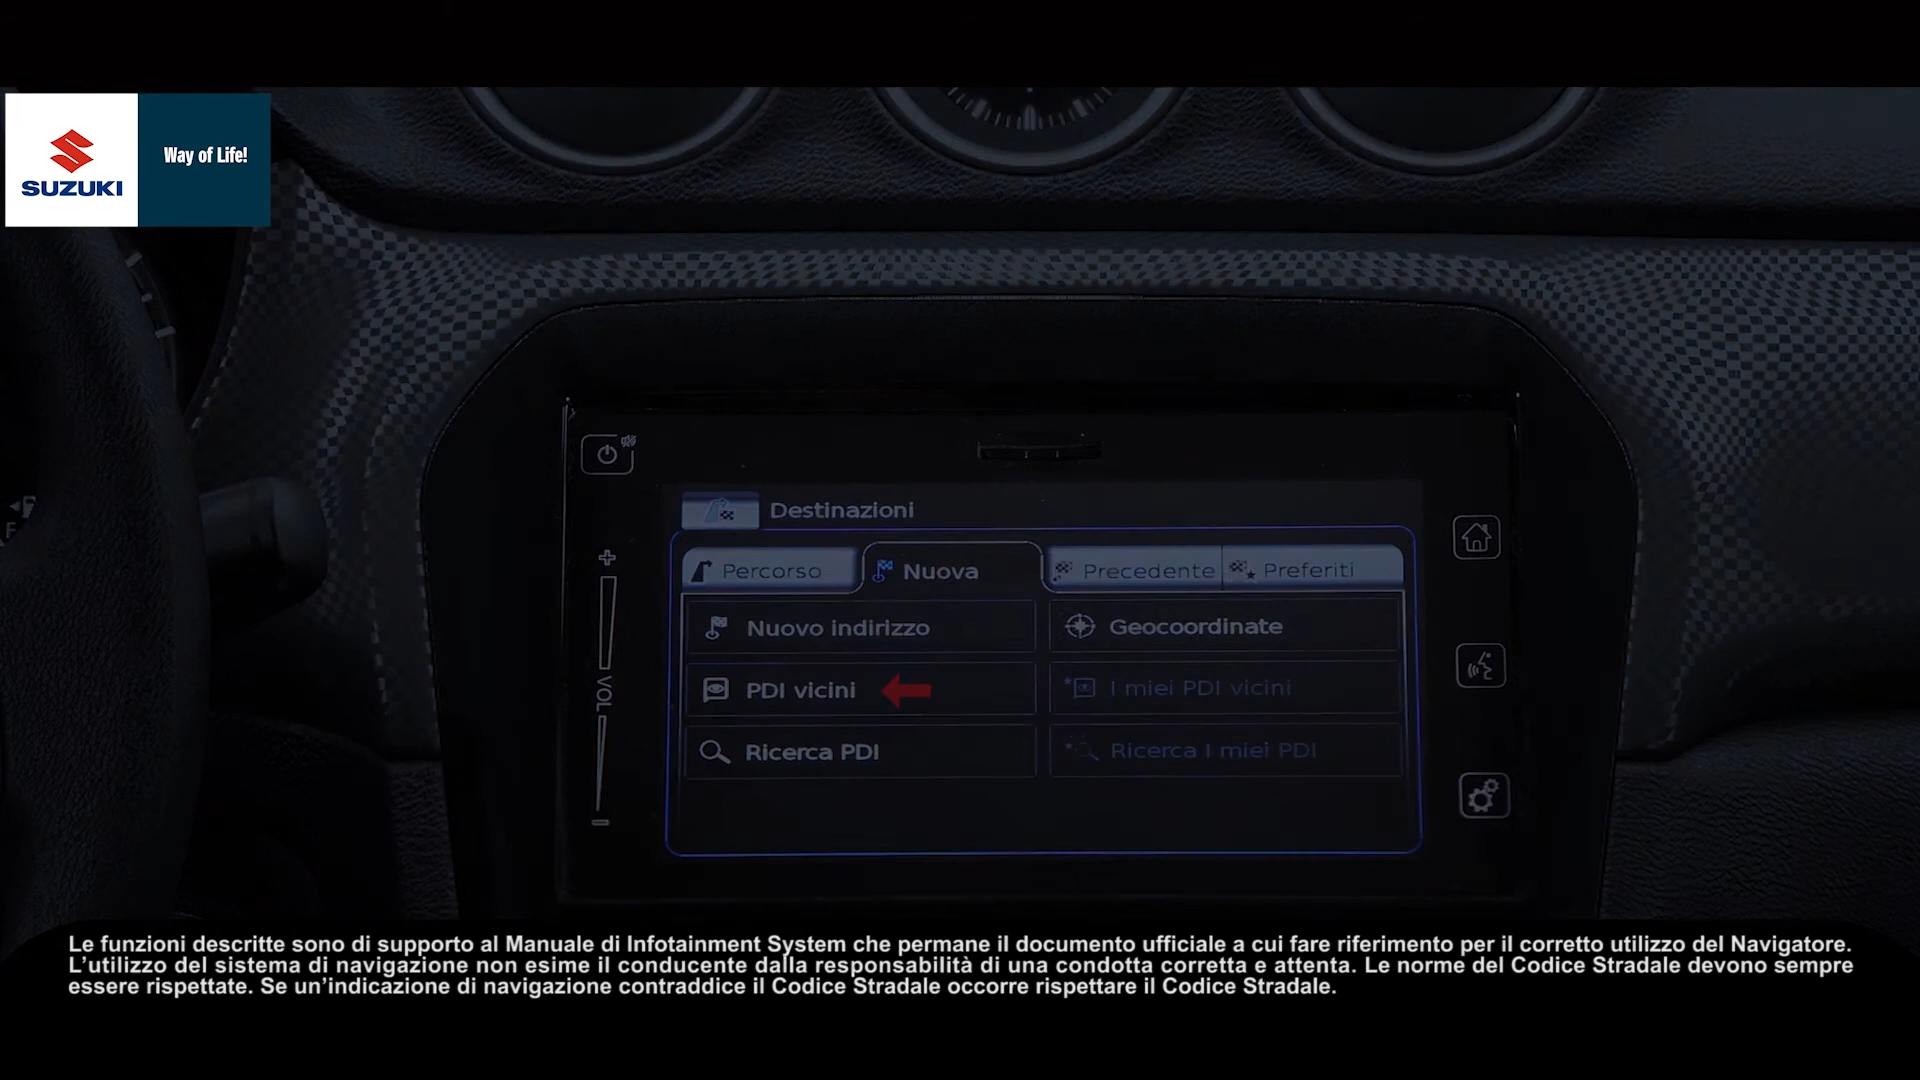 SUZUKI
Way of Life!
F
Destinazioni
Percorso
Nuova
Precedente
Preferiti
Nuovo indirizzo
Geocoordinate
PDI vicini
I miei PDI vicini
Ricerca PDI
Ricerca I miei PDI
+
VOL
-
Le funzioni descritte sono di supporto al Manuale di Infotainment System che permane il documento ufficiale a cui fare riferimento per il corretto utilizzo del Navigatore.
L’utilizzo del sistema di navigazione non esime il conducente dalla responsabilità di una condotta corretta e attenta. Le norme del Codice Stradale devono sempre
essere rispettate. Se un’indicazione di navigazione contraddice il Codice Stradale occorre rispettare il Codice Stradale.